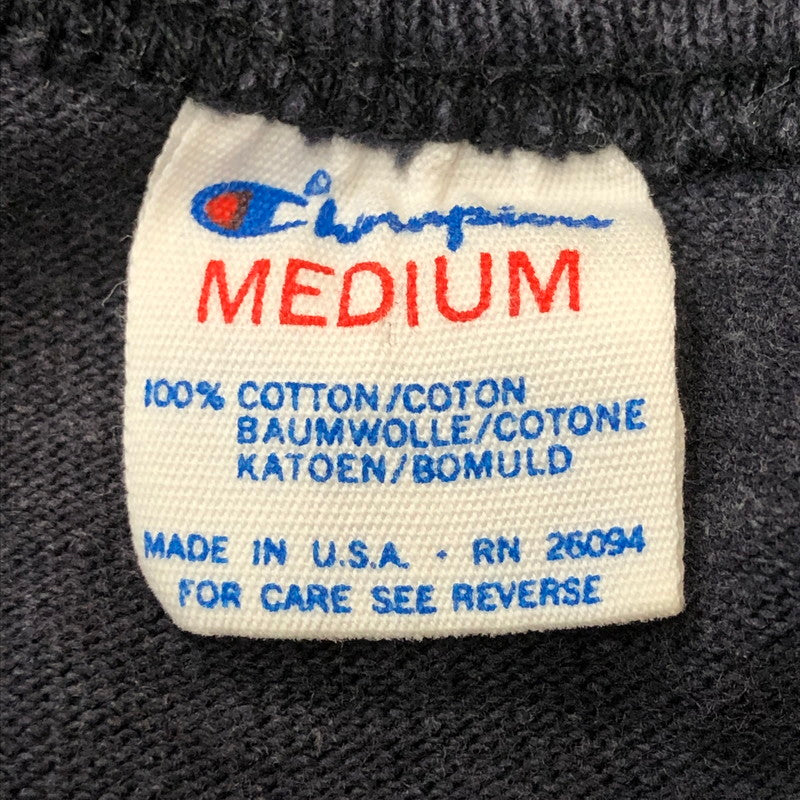 Champion
MEDIUM
100% COTTON/COTON
BAUMWOLLE/COTONE
KATOEN/BOMULD
MADE IN U.S.A. · RN 26094
FOR CARE SEE REVERSE